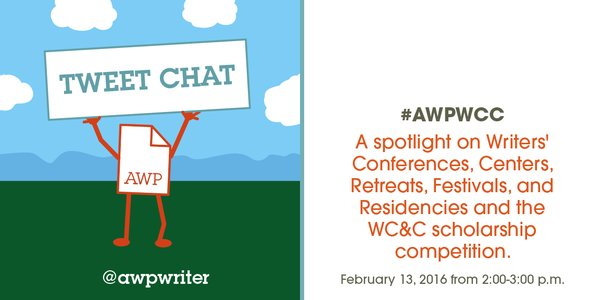 TWEET CHAT
AWP
@awpwriter
#AWPWCC
A spotlight on Writers'
Conferences, Centers,
Retreats, Festivals, and
Residencies and the
WC&C scholarship
competition.
February 13, 2016 from 2:00-3:00 p.m.